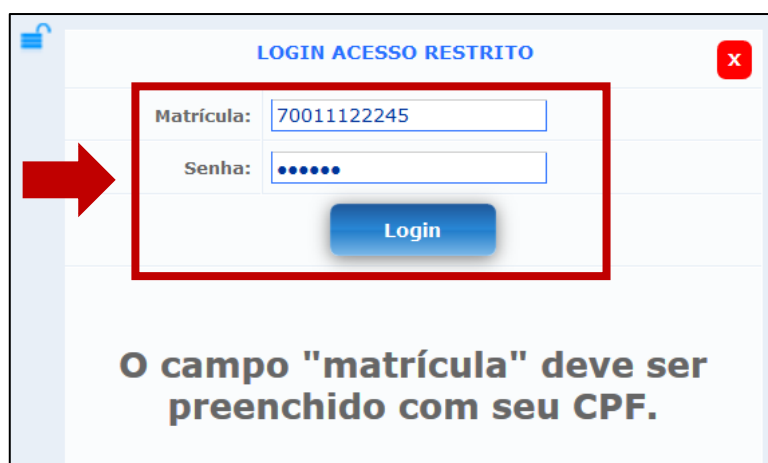 LOGIN ACESSO RESTRITO
x
Matrícula: 70011122245
Senha: ••••••
Login
O campo "matrícula" deve ser
preenchido com seu CPF.